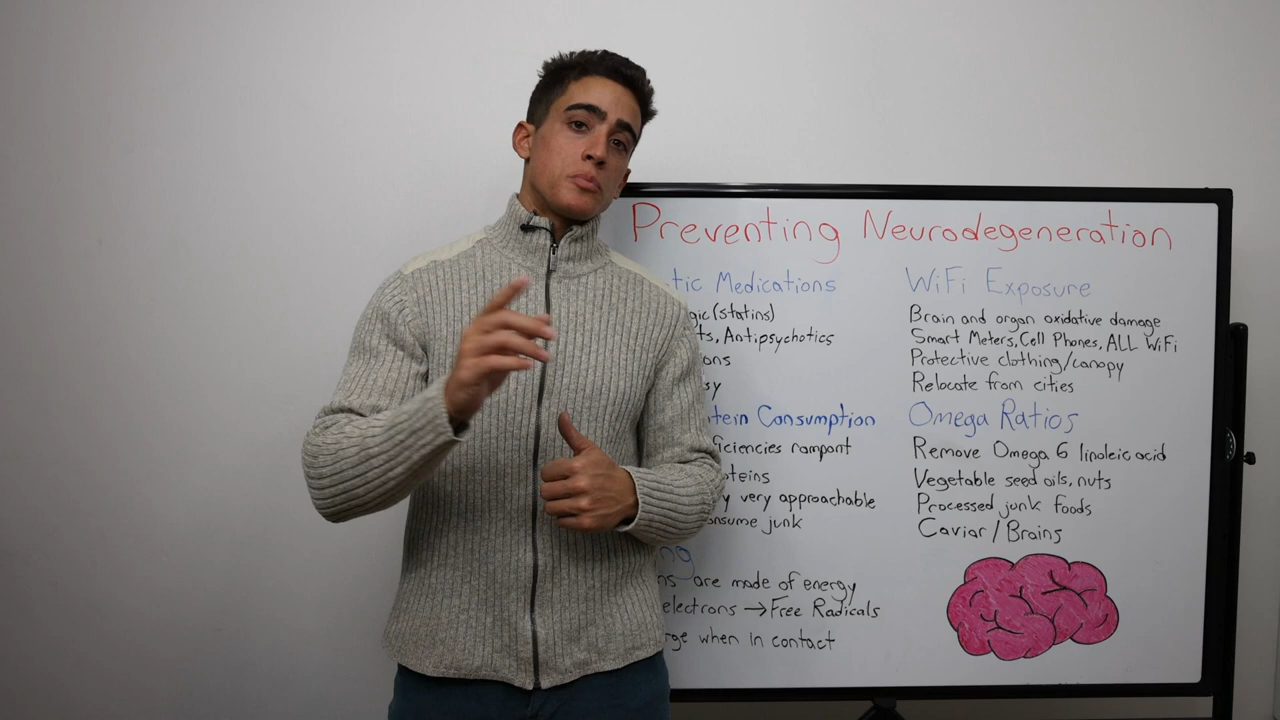 Preventing Neurodegeneration
tic Medications
gic (statins)
ts, Antipsychotics
ons
sy
tein Consumption
ficiencies rampant
oteins
y very approachable
onsume junk
ng
ns are made of energy
electrons → Free Radicals
rge when in contact
WiFi Exposure
Brain and organ oxidative damage
Smart Meters, Cell Phones, ALL WiFi
Protective clothing/canopy
Relocate from cities
Omega Ratios
Remove Omega 6 linoleic acid
Vegetable seed oils, nuts
Processed junk foods
Caviar/Brains